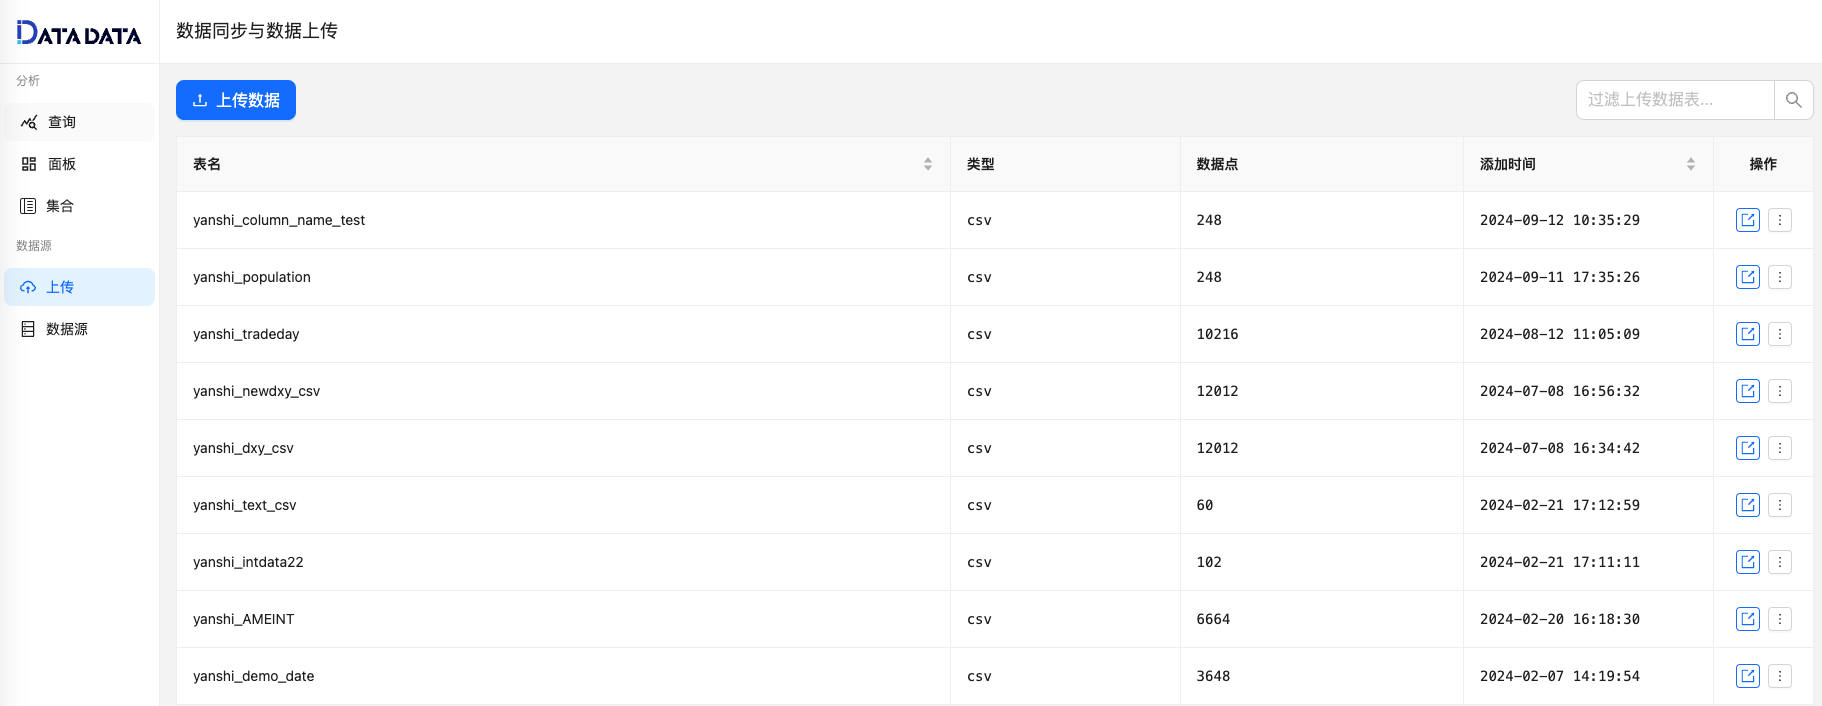 DATA DATA
数据同步与数据上传
分析
查询
面板
集合
数据源
上传
数据源
上传数据
过滤上传数据表...
表名 类型 数据点 添加时间 操作
yanshi_column_name_test csv 248 2024-09-12 10:35:29
yanshi_population csv 248 2024-09-11 17:35:26
yanshi_tradeday csv 10216 2024-08-12 11:05:09
yanshi_newdxy_csv csv 12012 2024-07-08 16:56:32
yanshi_dxy_csv csv 12012 2024-07-08 16:34:42
yanshi_text_csv csv 60 2024-02-21 17:12:59
yanshi_intdata22 csv 102 2024-02-21 17:11:11
yanshi_AMEINT csv 6664 2024-02-20 16:18:30
yanshi_demo_date csv 3648 2024-02-07 14:19:54